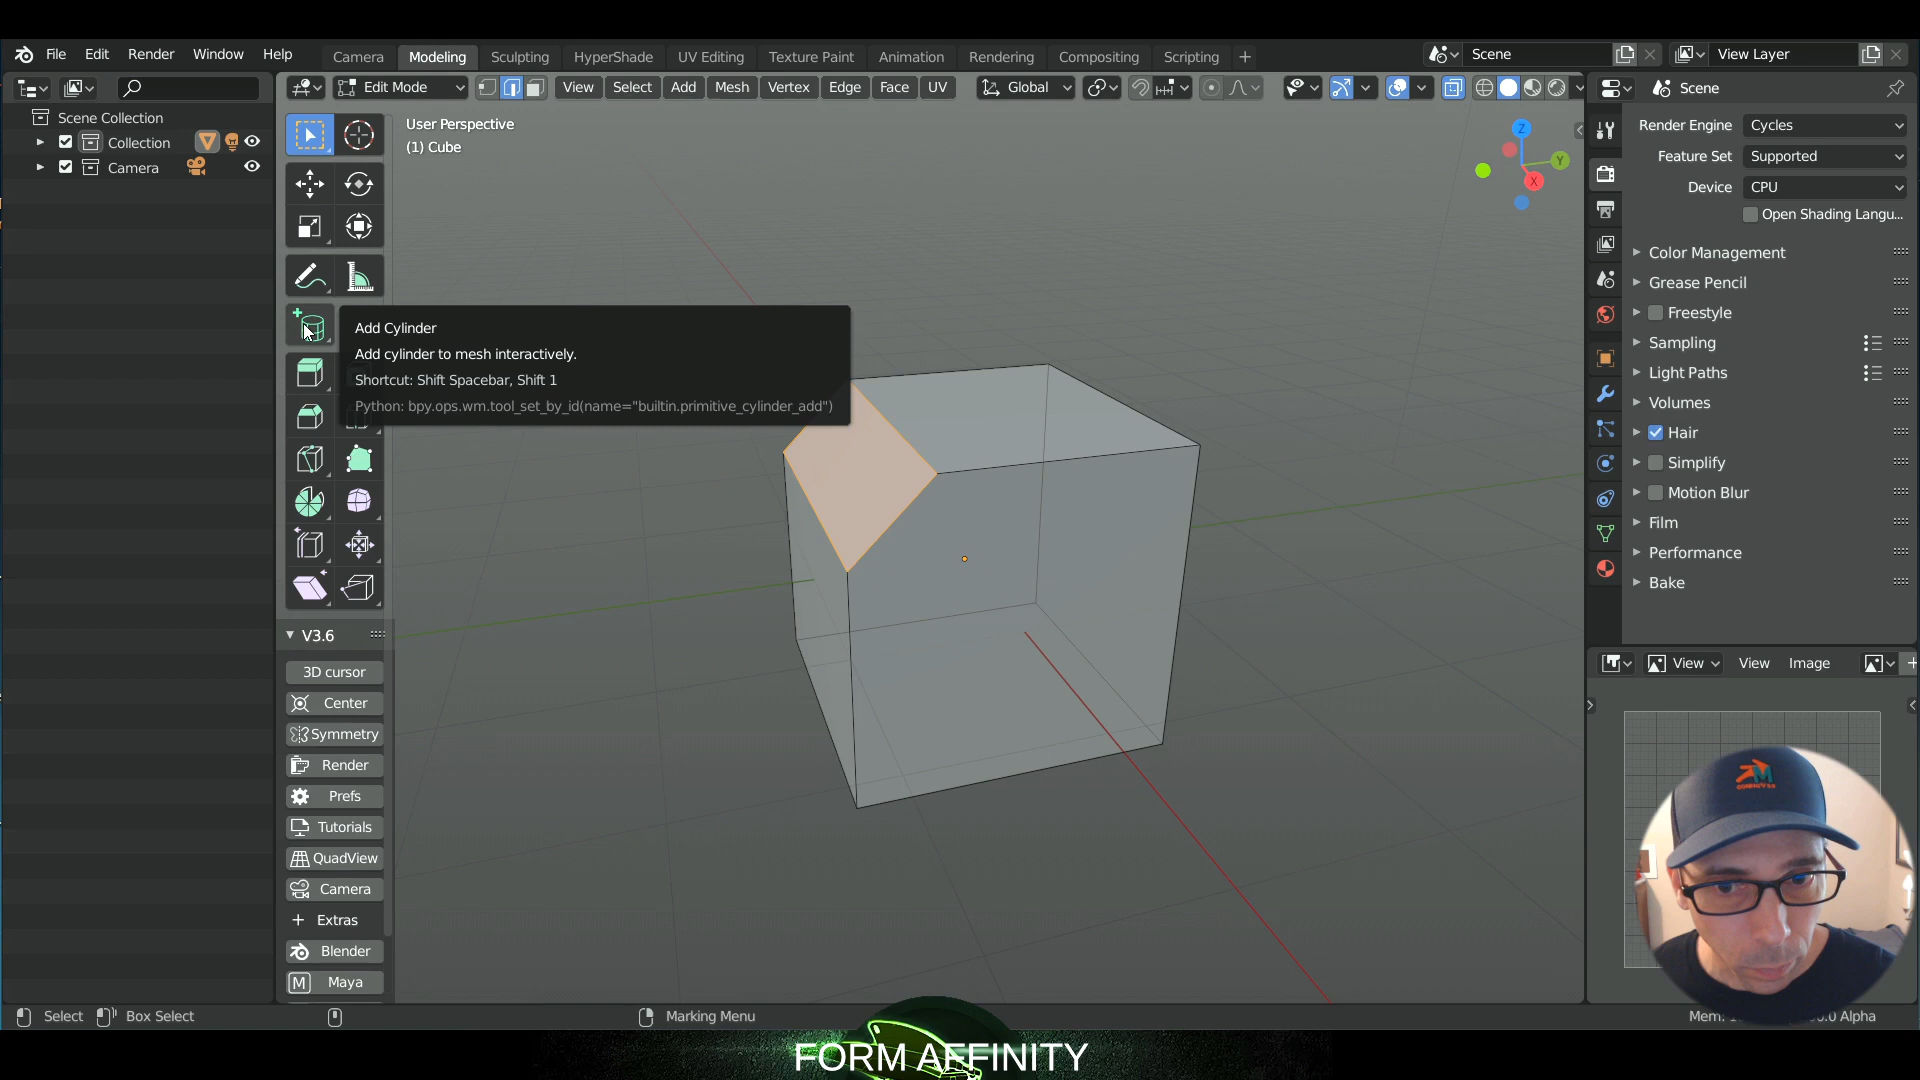 File Edit Render Window Help
Camera Modeling Sculpting HyperShade UV Editing Texture Paint Animation Rendering Compositing Scripting +
Scene
View Layer
Edit Mode
View Select Add Mesh Vertex Edge Face UV
Global
Scene
Scene Collection
Collection
Camera
User Perspective
(1) Cube
Z
Y
X
Add Cylinder
Add cylinder to mesh interactively.
Shortcut: Shift Spacebar, Shift 1
Python: bpy.ops.wm.tool_set_by_id(name="builtin.primitive_cylinder_add")
V3.6
3D cursor
Center
Symmetry
Render
Prefs
Tutorials
QuadView
Camera
+ Extras
Blender
M Maya
Render Engine Cycles
Feature Set Supported
Device CPU
Open Shading Langu...
Color Management
Grease Pencil
Freestyle
Sampling
Light Paths
Volumes
Hair
Simplify
Motion Blur
Film
Performance
Bake
View View Image
Select Box Select
Marking Menu
Mem:
.0 Alpha
FORM AFFINITY